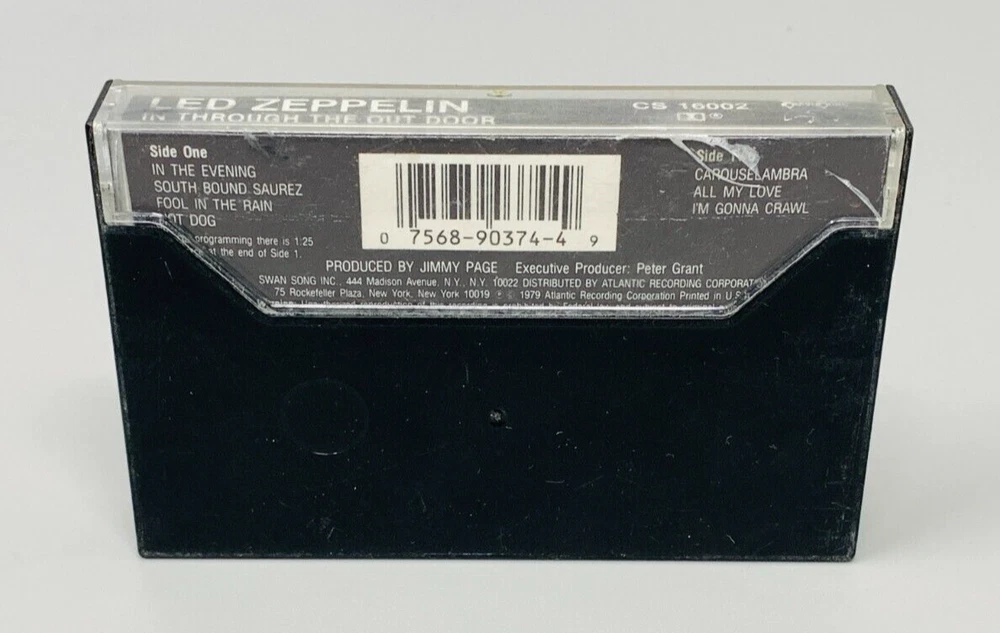 LED ZEPPELIN CS 16002
IN THROUGH THE OUT DOOR
Side One
IN THE EVENING
SOUTH BOUND SAUREZ
FOOL IN THE RAIN
HOT DOG
programming there is 1:25
at the end of Side 1.
0 7568-90374-4 9
Side
CAROUSELAMBRA
ALL MY LOVE
I'M GONNA CRAWL
PRODUCED BY JIMMY PAGE Executive Producer: Peter Grant
SWAN SONG INC., 444 Madison Avenue, N.Y., N.Y. 10022 DISTRIBUTED BY ATLANTIC RECORDING CORPORATION
75 Rockefeller Plaza, New York, New York 10019 ℗ © 1979 Atlantic Recording Corporation Printed in U.S.